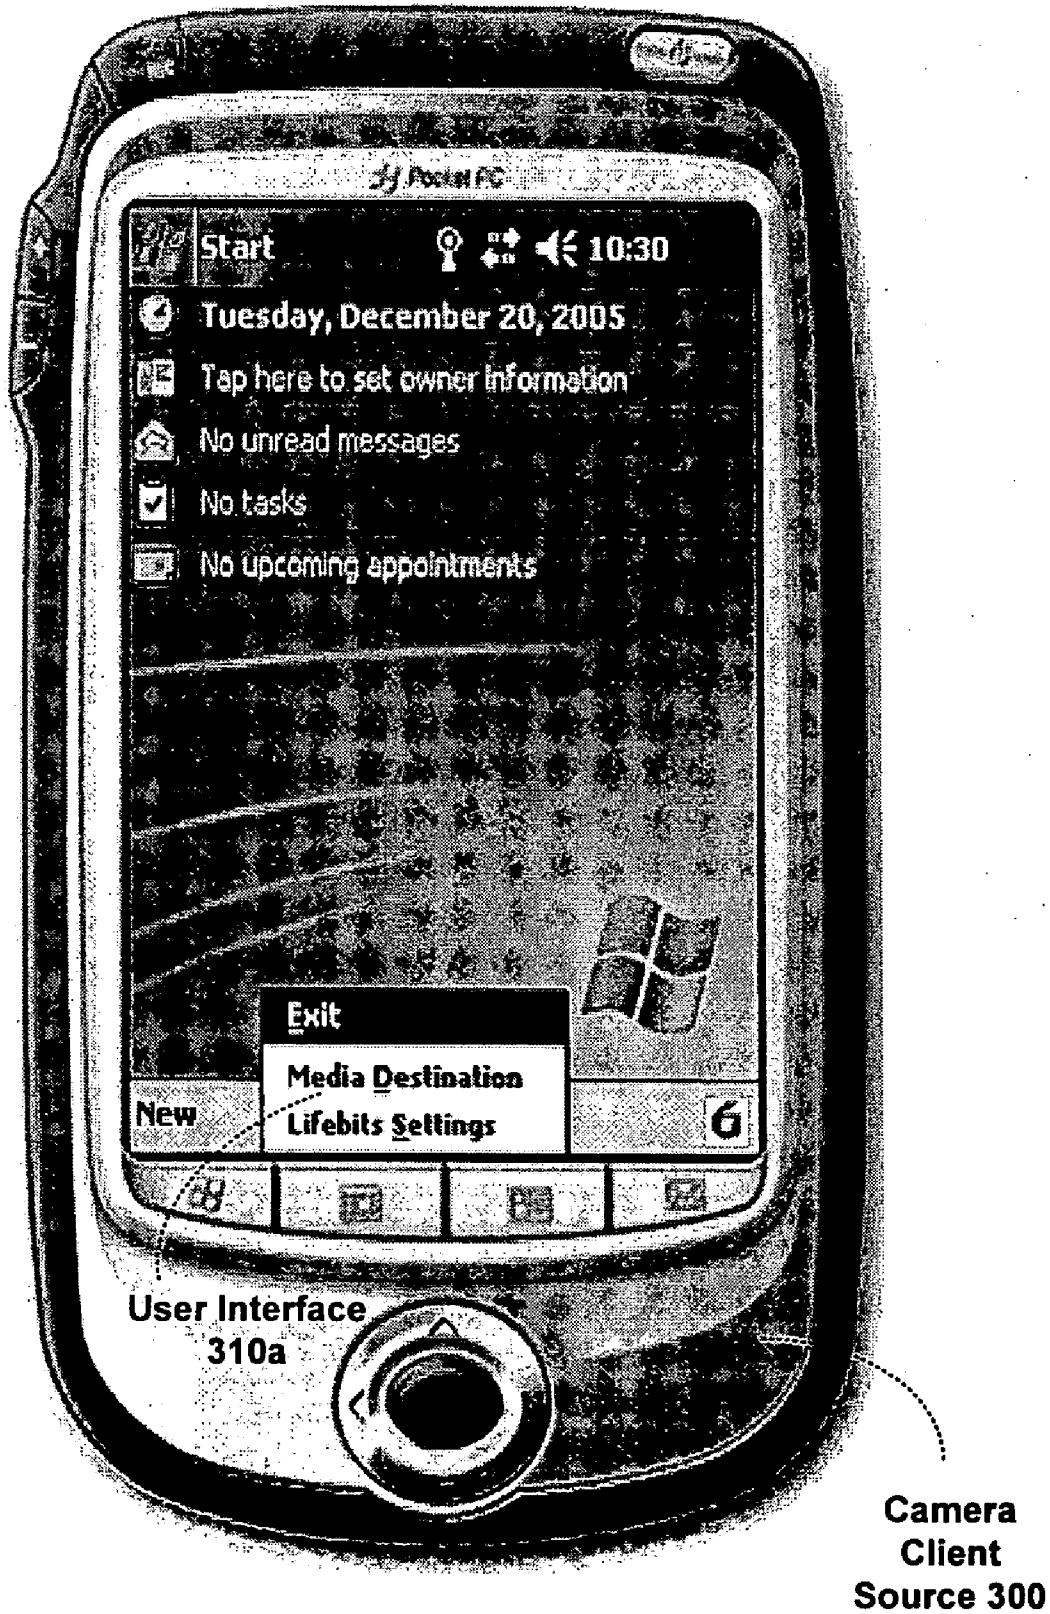 Pocket PC
Start 10:30
Tuesday, December 20, 2005
Tap here to set owner information
No unread messages
No tasks
No upcoming appointments
Exit
Media Destination
Lifebits Settings
New
User Interface
310a
Camera
Client
Source 300